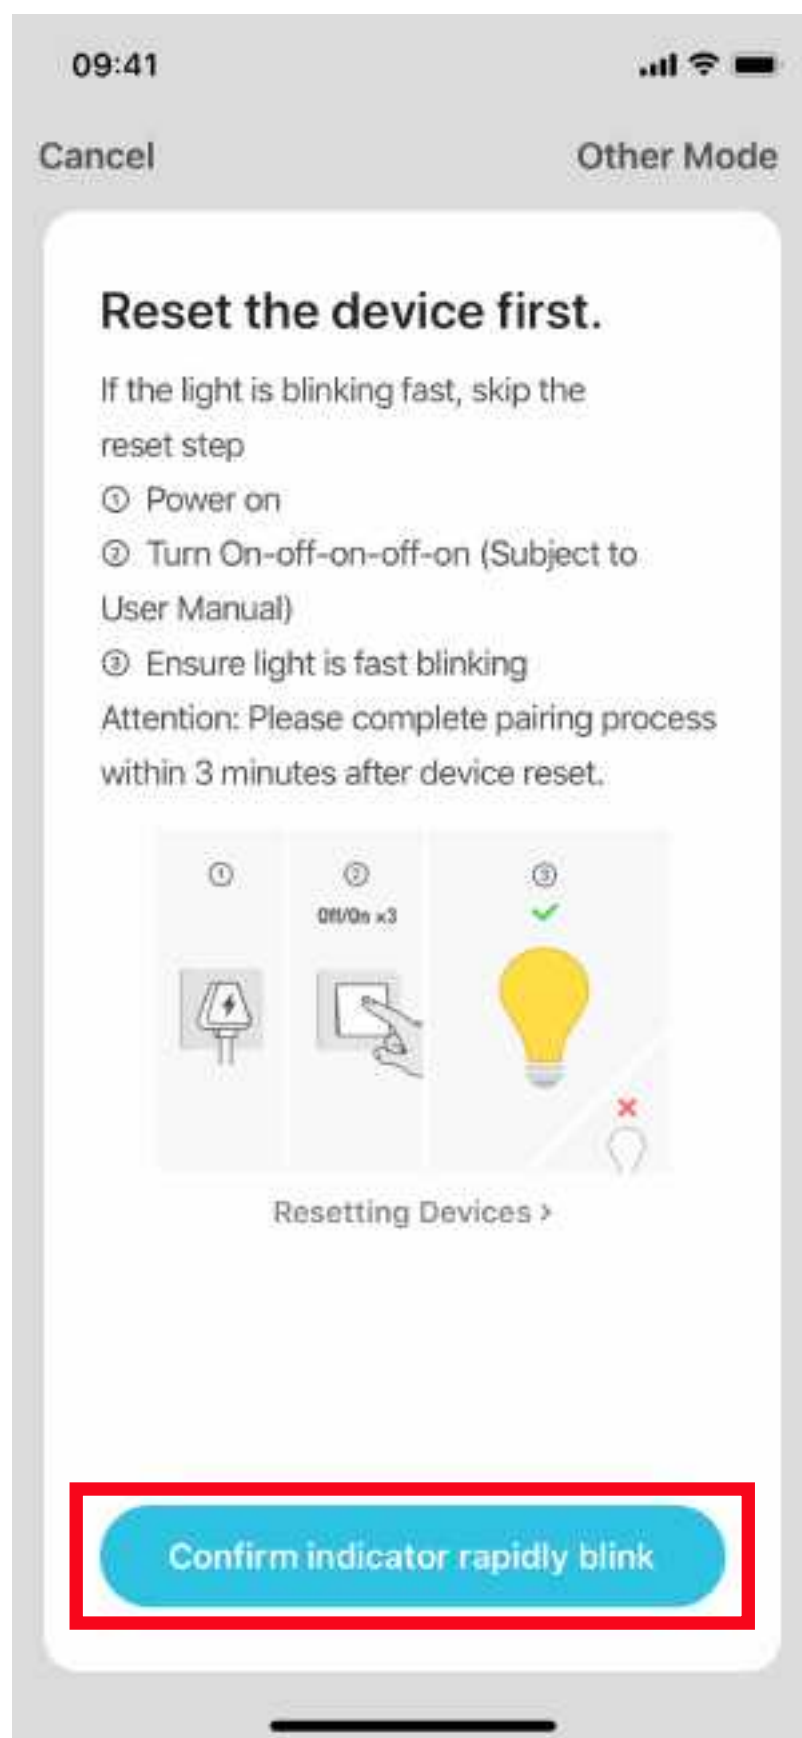 09:41
Cancel
Other Mode
Reset the device first.
If the light is blinking fast, skip the
reset step
① Power on
② Turn On-off-on-off-on (Subject to
User Manual)
③ Ensure light is fast blinking
Attention: Please complete pairing process
within 3 minutes after device reset.
① ② ③
Off/On x3
Resetting Devices >
Confirm indicator rapidly blink